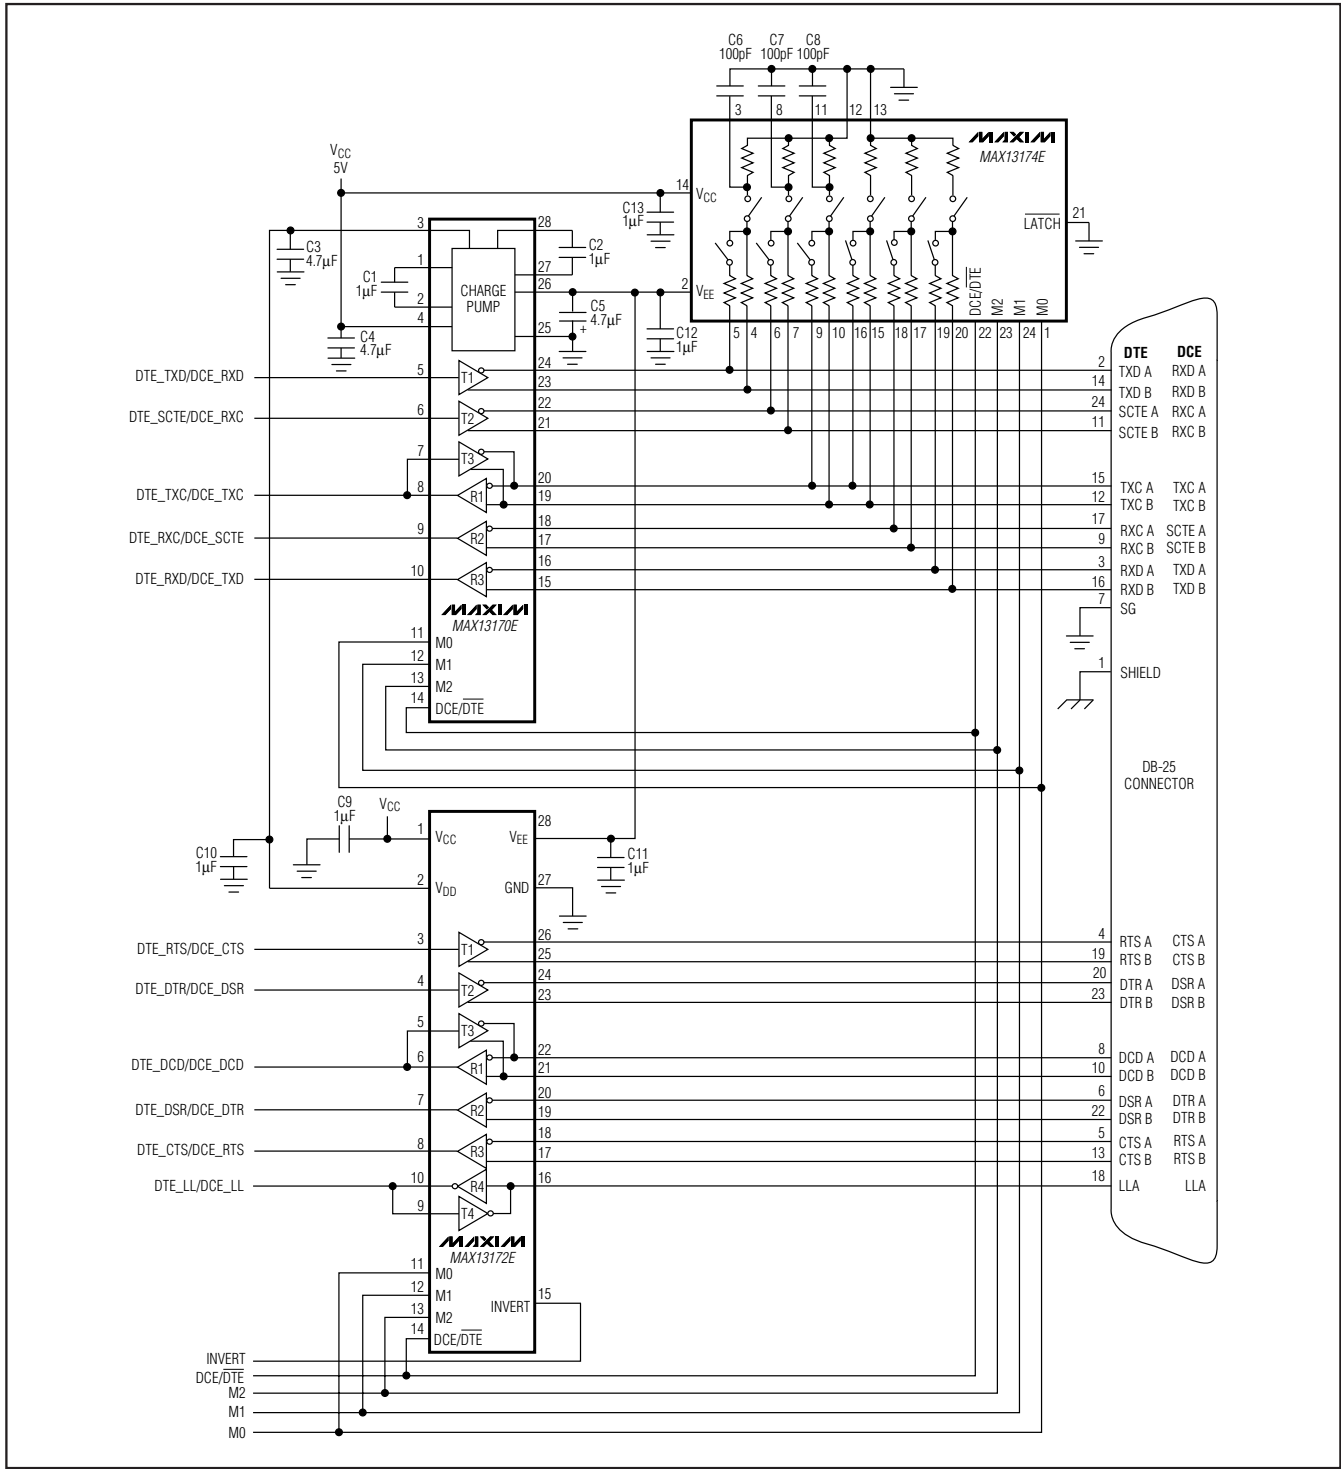 C6 C7 C8
100pF 100pF 100pF
3 8 11 12 13
MAXIM
MAX13174E
VCC
5V
14 VCC
C13
1µF
21
LATCH
3 28
C3
4.7µF
C2
1µF
1 27
C1
1µF
CHARGE
PUMP
26
2 VEE
DCE/DTE
M2
M1
M0
2
4 25
C5
4.7µF
+
C12
1µF
C4
4.7µF
5 4 6 7 9 10 16 15 18 17 19 20 22 23 24 1
DTE DCE
DTE_TXD/DCE_RXD 5 T1 24 2 TXD A RXD A
23 14 TXD B RXD B
DTE_SCTE/DCE_RXC 6 T2 22 24 SCTE A RXC A
21 11 SCTE B RXC B
7 T3
DTE_TXC/DCE_TXC 8 R1 20 15 TXC A TXC A
19 12 TXC B TXC B
DTE_RXC/DCE_SCTE 9 R2 18 17 RXC A SCTE A
17 9 RXC B SCTE B
DTE_RXD/DCE_TXD 10 R3 16 3 RXD A TXD A
15 16 RXD B TXD B
7 SG
MAXIM
MAX13170E
11 M0
12 M1
13 M2
14 DCE/DTE
1 SHIELD
DB-25
CONNECTOR
C9
1µF
VCC
1 VCC VEE 28
C10
1µF
C11
1µF
2 VDD GND 27
DTE_RTS/DCE_CTS 3 T1 26 4 RTS A CTS A
25 19 RTS B CTS B
DTE_DTR/DCE_DSR 4 T2 24 20 DTR A DSR A
23 23 DTR B DSR B
5 T3
DTE_DCD/DCE_DCD 6 R1 22 8 DCD A DCD A
21 10 DCD B DCD B
DTE_DSR/DCE_DTR 7 R2 20 6 DSR A DTR A
19 22 DSR B DTR B
DTE_CTS/DCE_RTS 8 R3 18 5 CTS A RTS A
17 13 CTS B RTS B
DTE_LL/DCE_LL 10 R4 16 18 LLA LLA
9 T4
MAXIM
MAX13172E
11 M0
12 M1
13 M2
14 DCE/DTE
INVERT 15
INVERT
DCE/DTE
M2
M1
M0